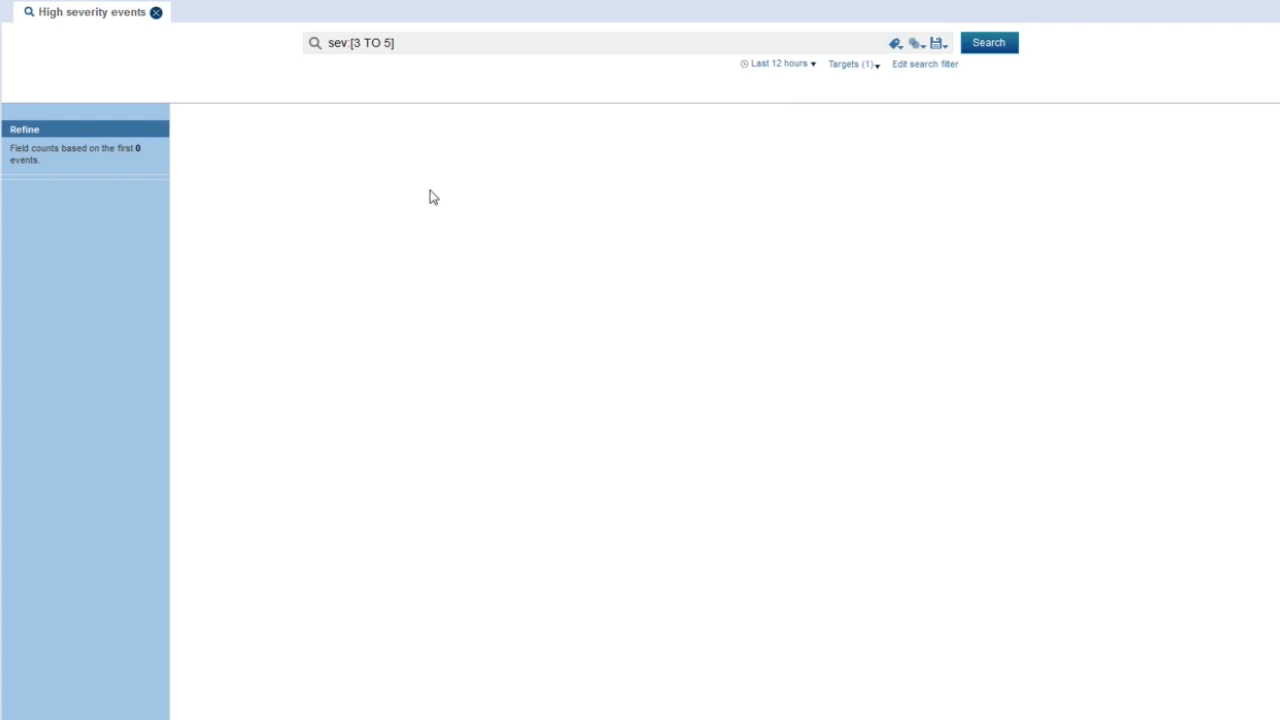 High severity events
sev:[3 TO 5]
Search
Last 12 hours
Targets (1)
Edit search filter
Refine
Field counts based on the first 0
events.